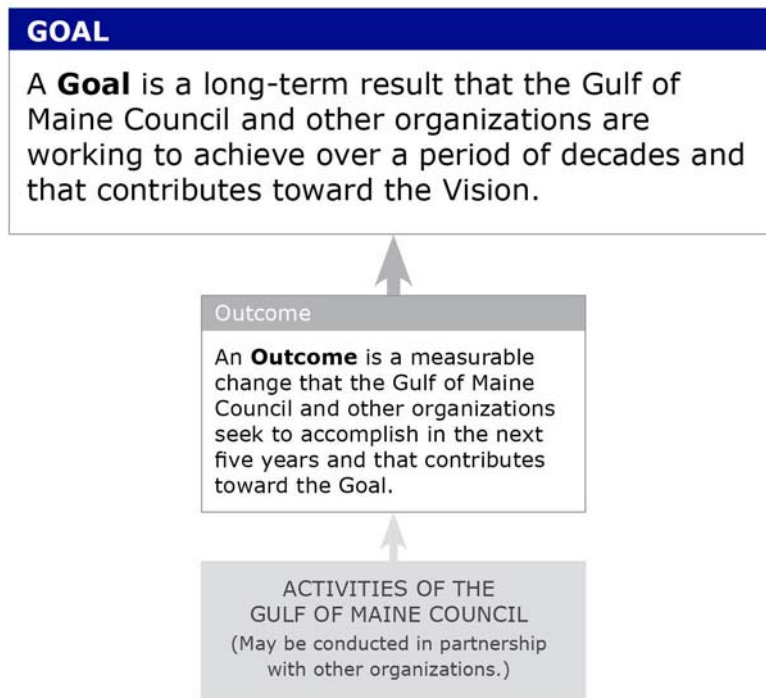 GOAL
A Goal is a long-term result that the Gulf of
Maine Council and other organizations are
working to achieve over a period of decades and
that contributes toward the Vision.
Outcome
An Outcome is a measurable
change that the Gulf of Maine
Council and other organizations
seek to accomplish in the next
five years and that contributes
toward the Goal.
ACTIVITIES OF THE
GULF OF MAINE COUNCIL
(May be conducted in partnership
with other organizations.)